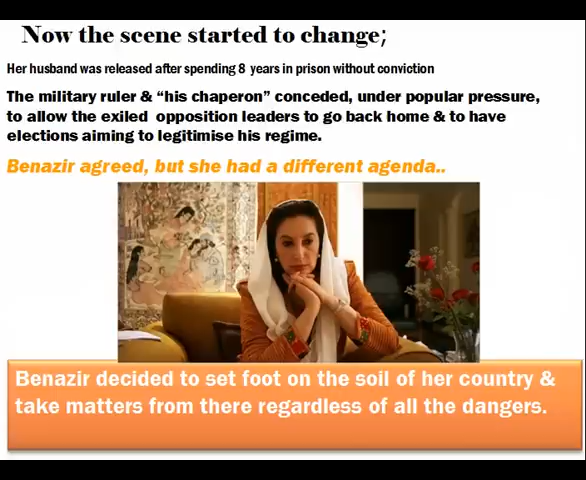 Now the scene started to change;
Her husband was released after spending 8 years in prison without conviction
The military ruler & “his chaperon” conceded, under popular pressure,
to allow the exiled opposition leaders to go back home & to have
elections aiming to legitimise his regime.
Benazir agreed, but she had a different agenda..
Benazir decided to set foot on the soil of her country &
take matters from there regardless of all the dangers.